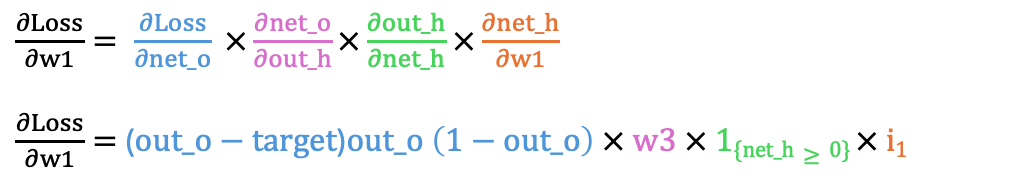 ∂Loss/∂w1 = ∂Loss/∂net_o × ∂net_o/∂out_h × ∂out_h/∂net_h × ∂net_h/∂w1
∂Loss/∂w1 = (out_o − target)out_o (1 − out_o) × w3 × 1_{net_h ≥ 0} × i₁